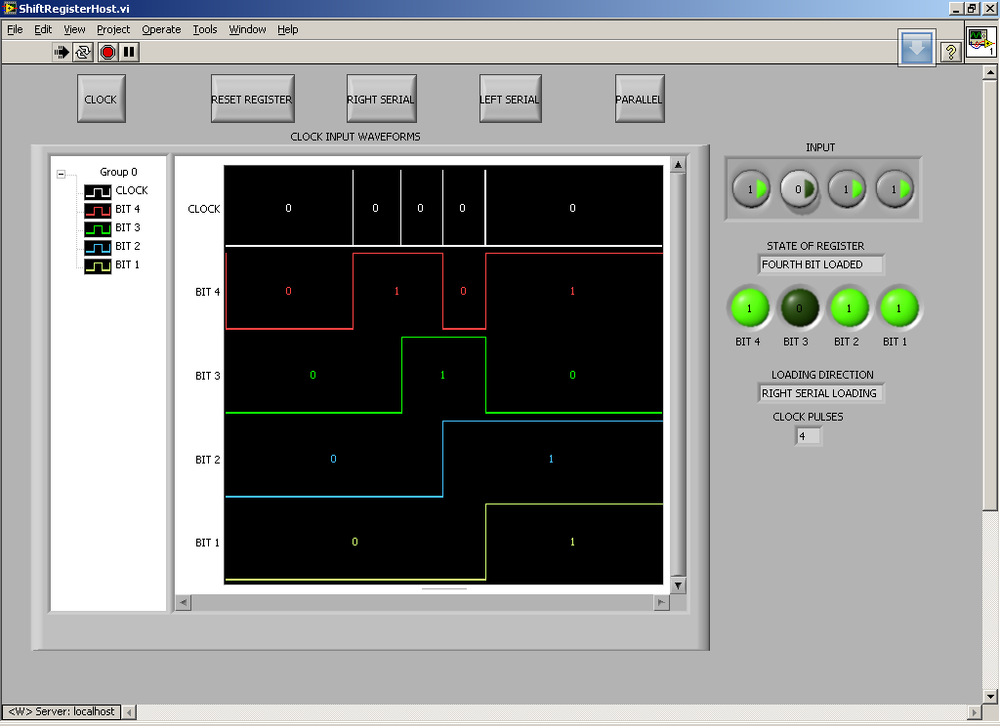 ShiftRegisterHost.vi
File Edit View Project Operate Tools Window Help
?
1
CLOCK RESET REGISTER RIGHT SERIAL LEFT SERIAL PARALLEL
CLOCK INPUT WAVEFORMS
Group 0
CLOCK
BIT 4
BIT 3
BIT 2
BIT 1
CLOCK 0 0 0 0 0
BIT 4 0 1 0 1
BIT 3 0 1 0
BIT 2 0 1
BIT 1 0 1
INPUT
1 0 1 1
STATE OF REGISTER
FOURTH BIT LOADED
1 0 1 1
BIT 4 BIT 3 BIT 2 BIT 1
LOADING DIRECTION
RIGHT SERIAL LOADING
CLOCK PULSES
4
<W> Server: localhost